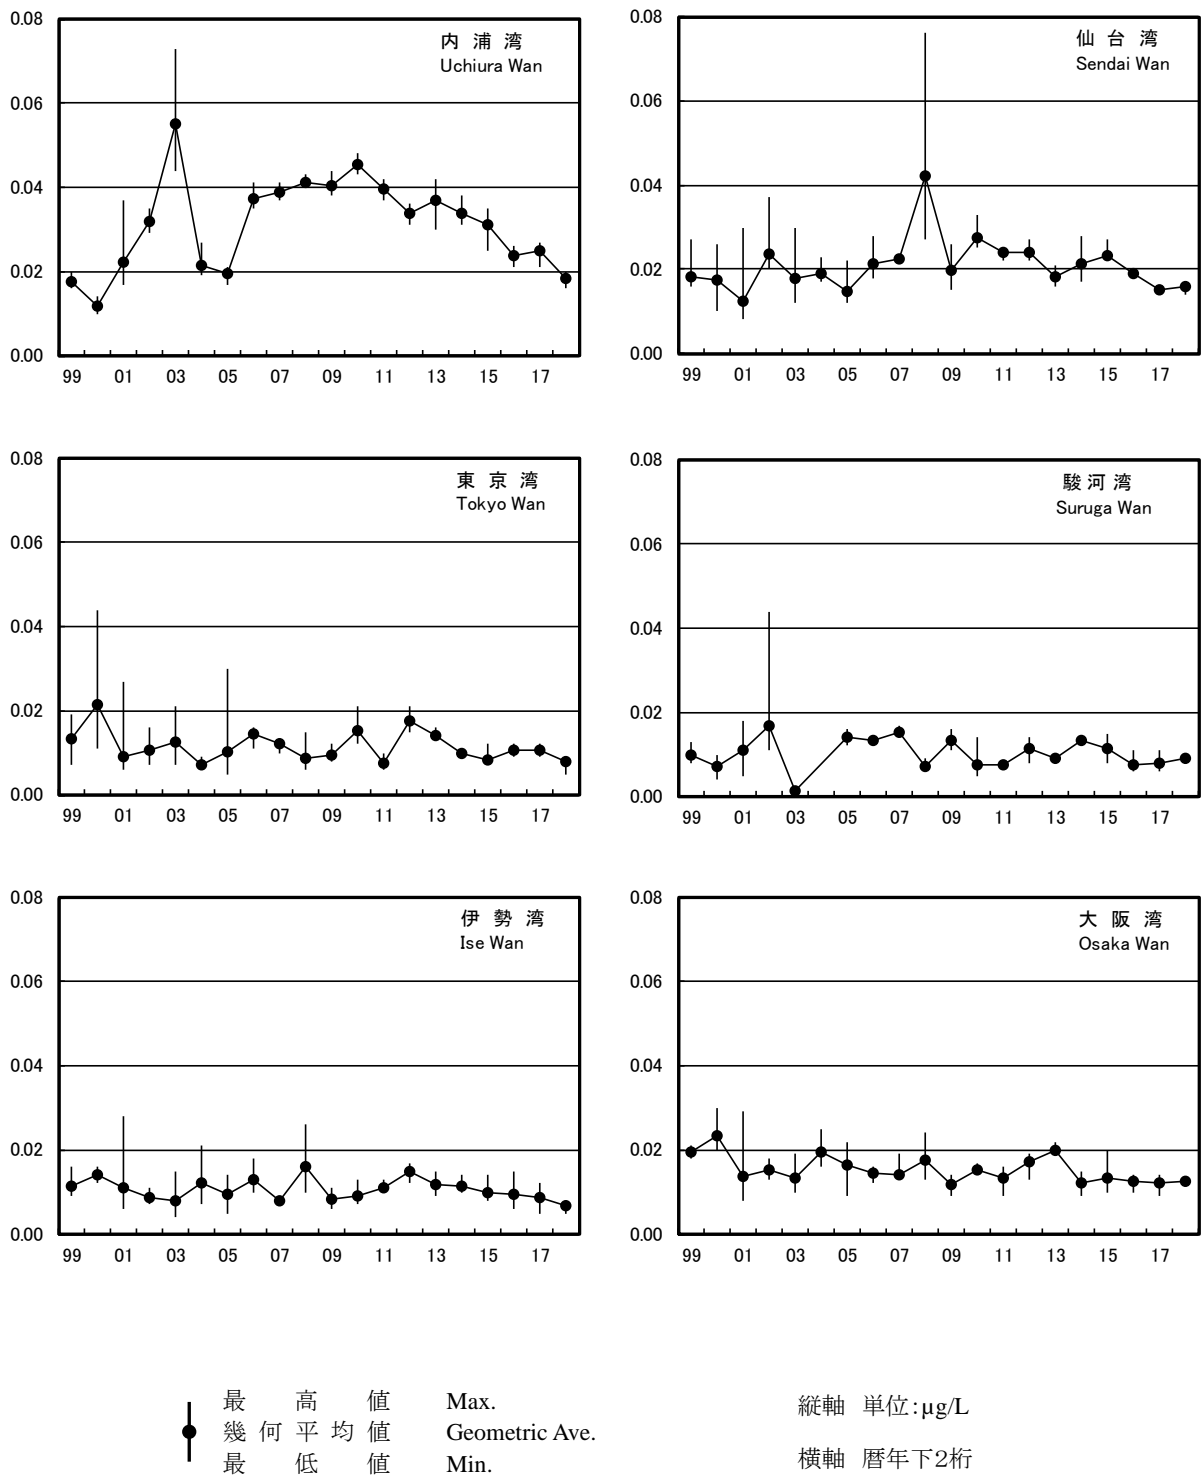 0.08
0.06
0.04
0.02
0.00
99 01 03 05 07 09 11 13 15 17
内 浦 湾
Uchiura Wan
0.08
0.06
0.04
0.02
0.00
99 01 03 05 07 09 11 13 15 17
仙 台 湾
Sendai Wan
0.08
0.06
0.04
0.02
0.00
99 01 03 05 07 09 11 13 15 17
東 京 湾
Tokyo Wan
0.08
0.06
0.04
0.02
0.00
99 01 03 05 07 09 11 13 15 17
駿 河 湾
Suruga Wan
0.08
0.06
0.04
0.02
0.00
99 01 03 05 07 09 11 13 15 17
伊 勢 湾
Ise Wan
0.08
0.06
0.04
0.02
0.00
99 01 03 05 07 09 11 13 15 17
大 阪 湾
Osaka Wan
最 高 値 Max.
幾 何 平 均 値 Geometric Ave.
最 低 値 Min.
縦軸 単位:µg/L
横軸 暦年下2桁